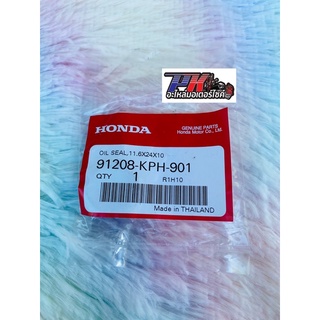 HK
อะไหล่มอเตอร์ไซค์
HONDA
GENUINE PARTS
Honda Motor Co., Ltd.
OIL SEAL,11.6X24X10
91208-KPH-901
QTY 1 R1H10
Made in THAILAND